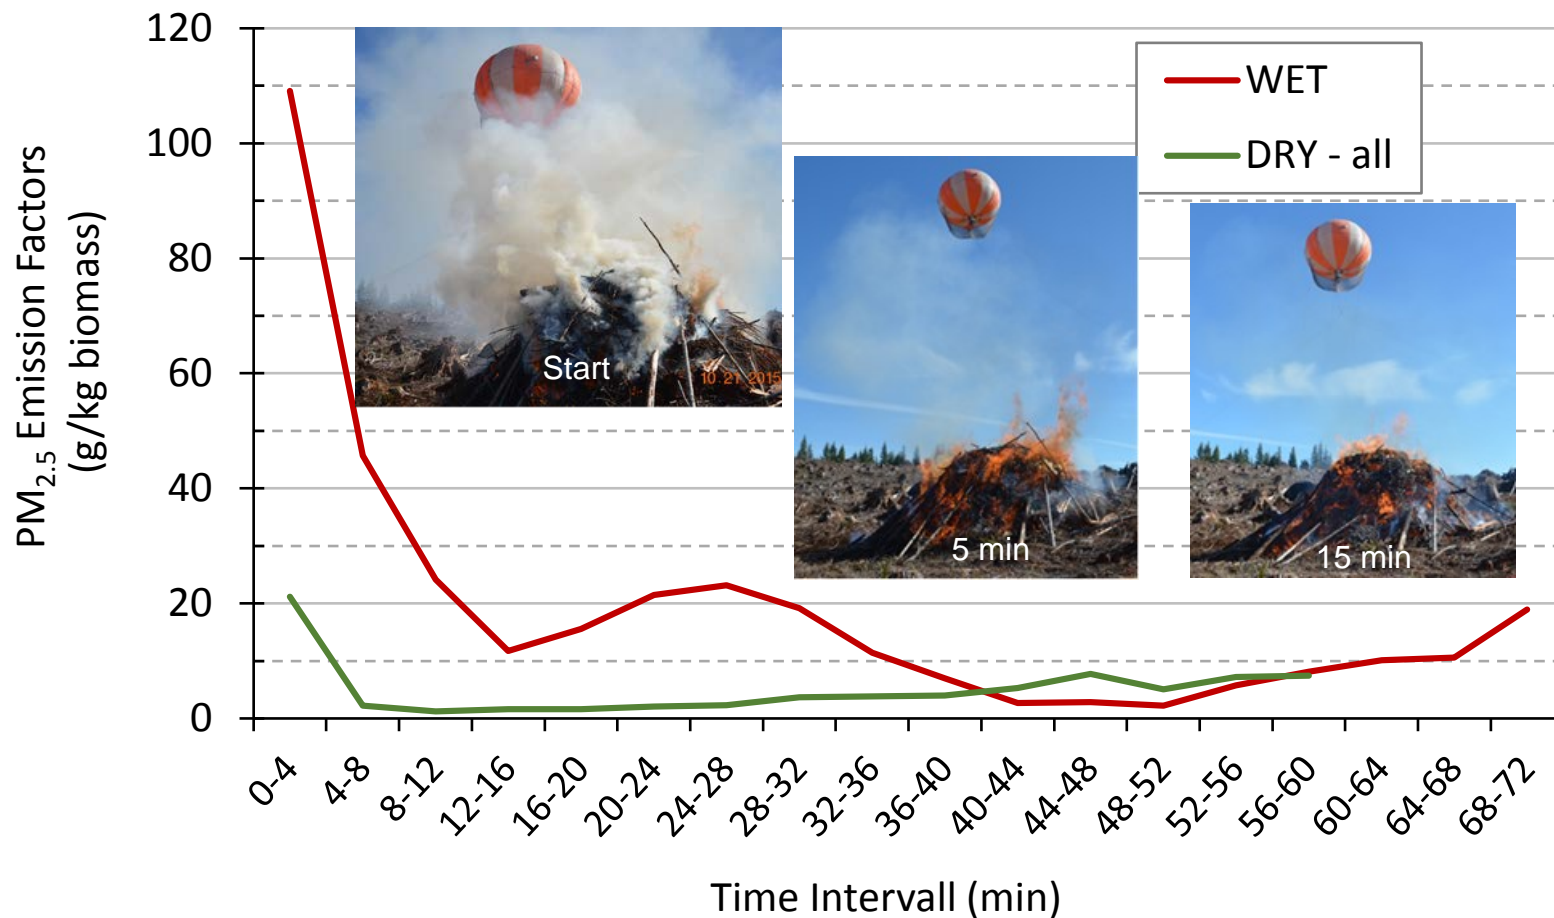 120
100
80
60
40
20
0
PM2.5 Emission Factors
(g/kg biomass)
WET
DRY - all
Start
10 21 2015
5 min
15 min
0-4
4-8
8-12
12-16
16-20
20-24
24-28
28-32
32-36
36-40
40-44
44-48
48-52
52-56
56-60
60-64
64-68
68-72
Time Intervall (min)